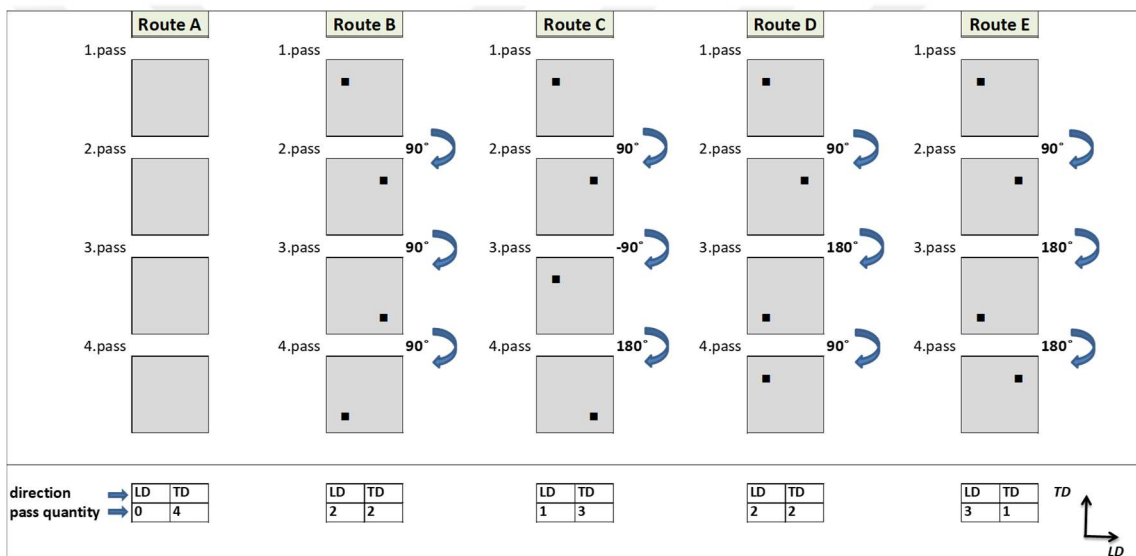 Route A Route B Route C Route D Route E
1.pass 1.pass 1.pass 1.pass 1.pass
2.pass 2.pass 90° 2.pass 90° 2.pass 90° 2.pass 90°
3.pass 3.pass 90° 3.pass -90° 3.pass 180° 3.pass 180°
4.pass 4.pass 90° 4.pass 180° 4.pass 90° 4.pass 180°
direction LD TD LD TD LD TD LD TD LD TD TD
pass quantity 0 4 2 2 1 3 2 2 3 1
LD